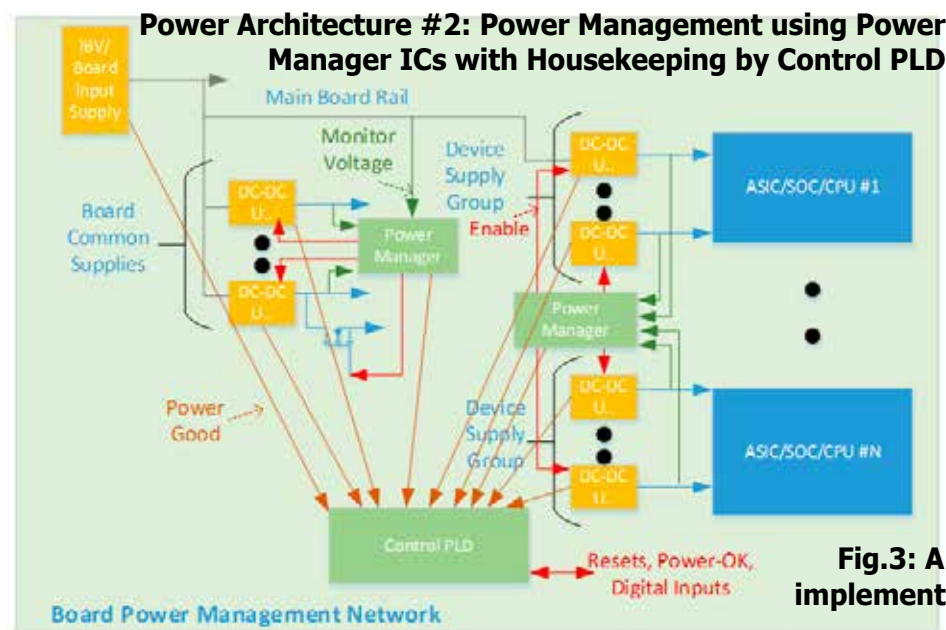 Power Architecture #2: Power Management using Power
Manager ICs with Housekeeping by Control PLD
IBV/
Board
Input
Supply
Main Board Rail
Monitor
Voltage
Device
Supply
Group
Enable
DC-DC
U...
DC-DC
U...
ASIC/SOC/CPU #1
Board
Common
Supplies
DC-DC
U...
DC-DC
U...
Power
Manager
Power
Manager
Power
Good
Device
Supply
Group
DC-DC
U...
DC-DC
U...
ASIC/SOC/CPU #N
Control PLD
Resets, Power-OK,
Digital Inputs
Board Power Management Network
Fig.3: A
implement